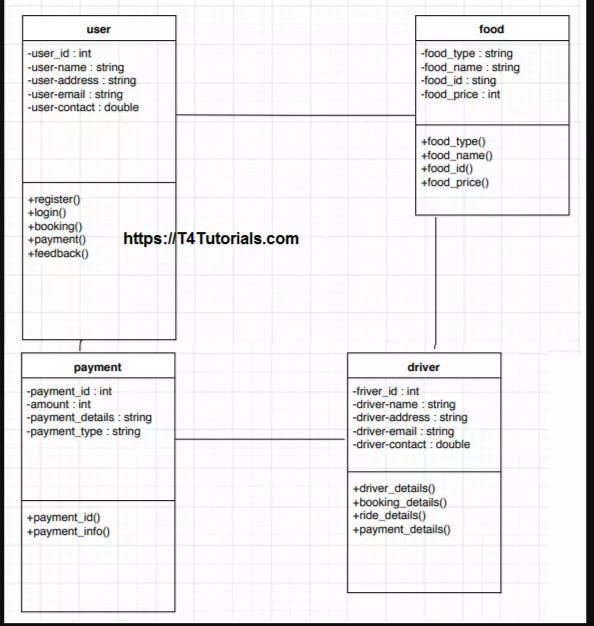 user
-user_id : int
-user-name : string
-user-address : string
-user-email : string
-user-contact : double
+register()
+login()
+booking()
+payment()
+feedback()
food
-food_type : string
-food_name : string
-food_id : sting
-food_price : int
+food_type()
+food_name()
+food_id()
+food_price()
https://T4Tutorials.com
payment
-payment_id : int
-amount : int
-payment_details : string
-payment_type : string
+payment_id()
+payment_info()
driver
-friver_id : int
-driver-name : string
-driver-address : string
-driver-email : string
-driver-contact : double
+driver_details()
+booking_details()
+ride_details()
+payment_details()